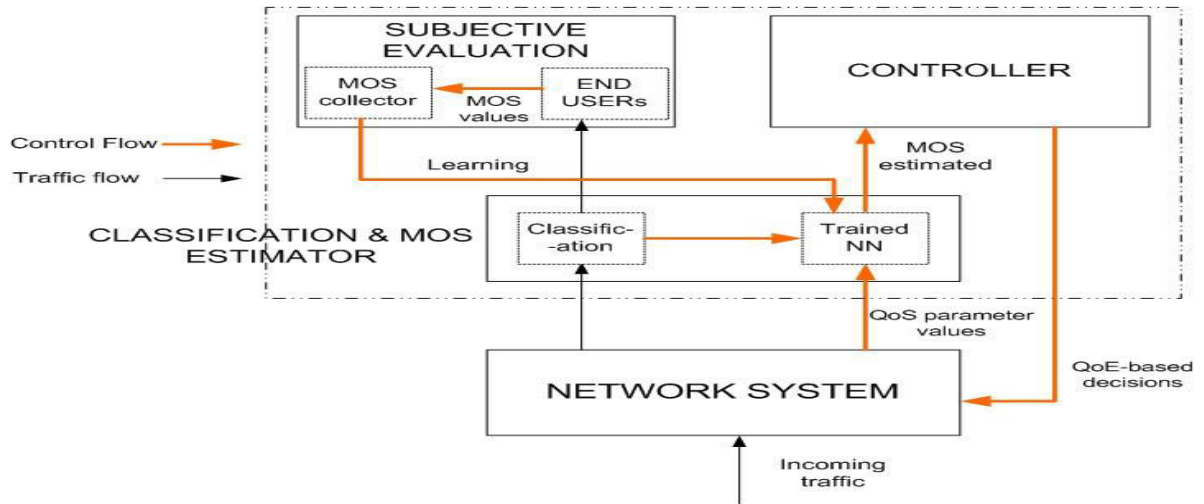 SUBJECTIVE
EVALUATION
MOS
collector
MOS
values
END
USERs
CONTROLLER
Control Flow
Traffic flow
Learning
MOS
estimated
CLASSIFICATION & MOS
ESTIMATOR
Classific-
-ation
Trained
NN
QoS parameter
values
NETWORK SYSTEM
QoE-based
decisions
Incoming
traffic